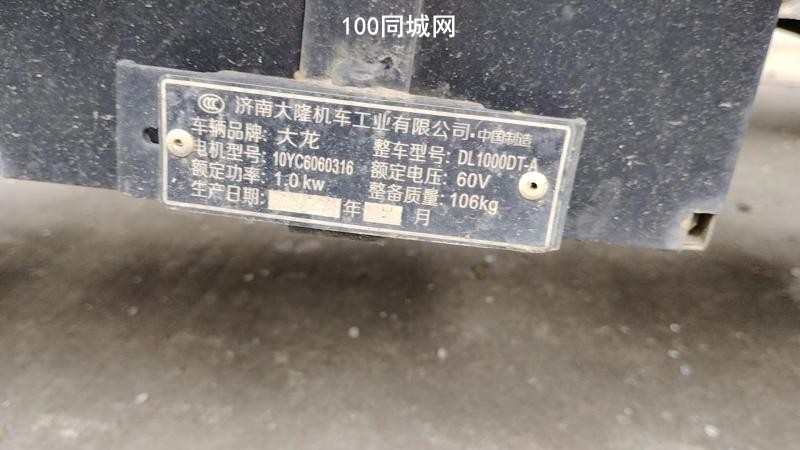 100同城网
CCC 济南大隆机车工业有限公司·中国制造
车辆品牌: 大龙 整车型号: DL1000DT-A
电机型号: 10YC6060316 额定电压: 60V
额定功率: 1.0kw 整备质量: 106kg
生产日期: 年 月